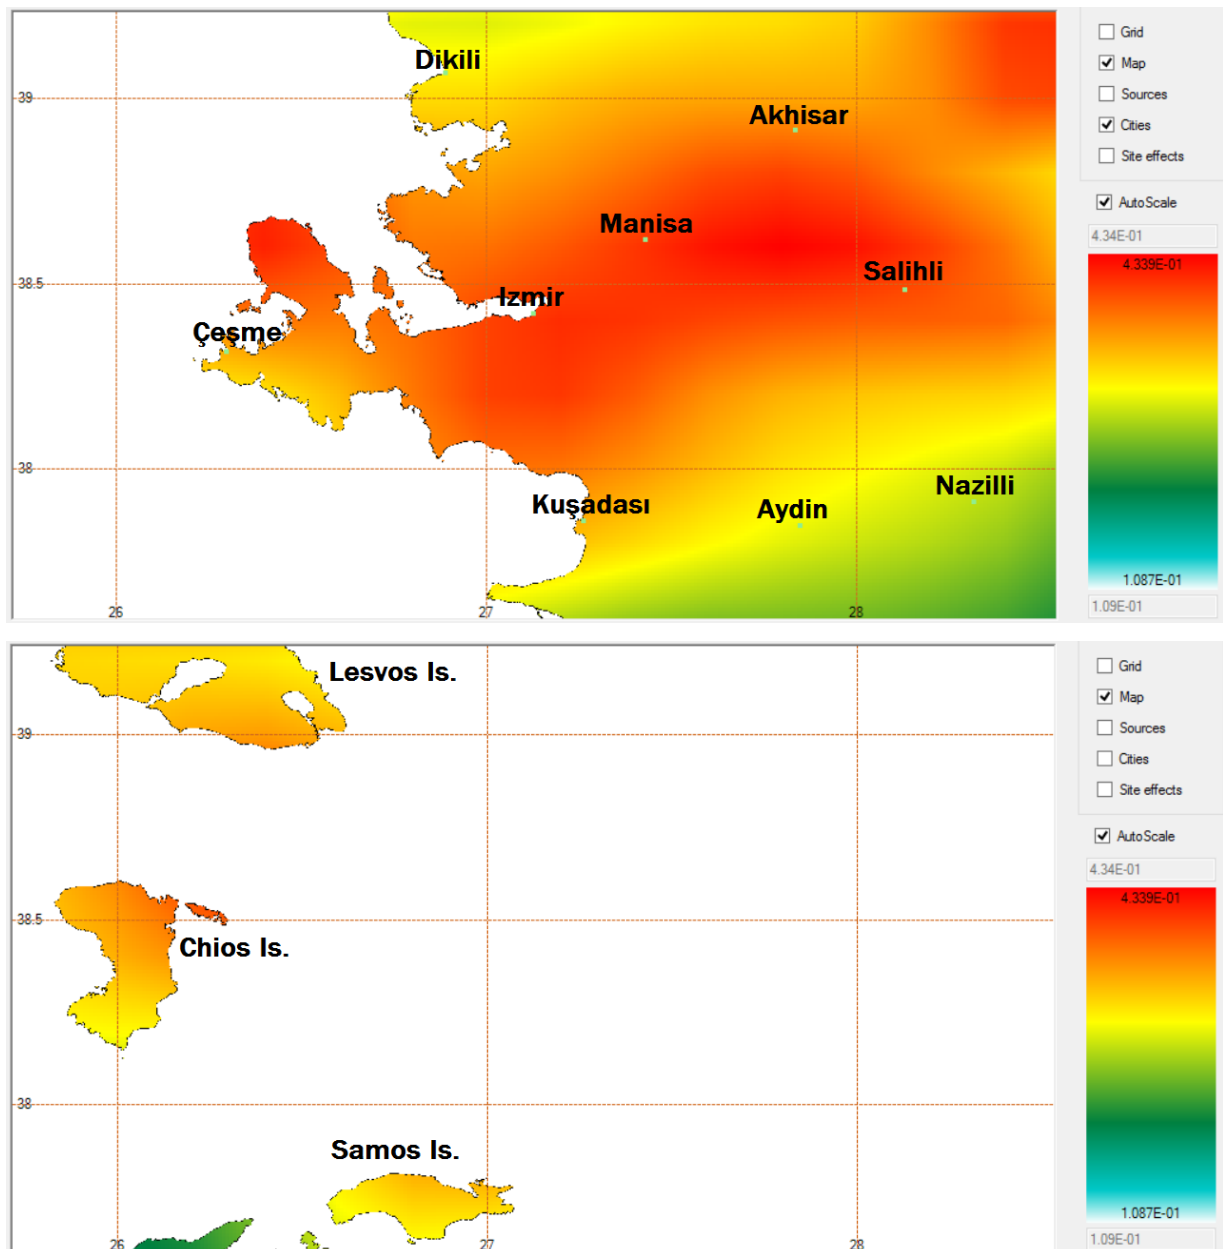 Dikili
39
Akhisar
Manisa
Salihli
38.5
Izmir
Çeşme
38
Nazilli
Kuşadası
Aydin
26
27
28
Grid
Map
Sources
Cities
Site effects
AutoScale
4.34E-01
4.339E-01
1.087E-01
1.09E-01
Lesvos Is.
39
38.5
Chios Is.
38
Samos Is.
26
27
28
Grid
Map
Sources
Cities
Site effects
AutoScale
4.34E-01
4.339E-01
1.087E-01
1.09E-01